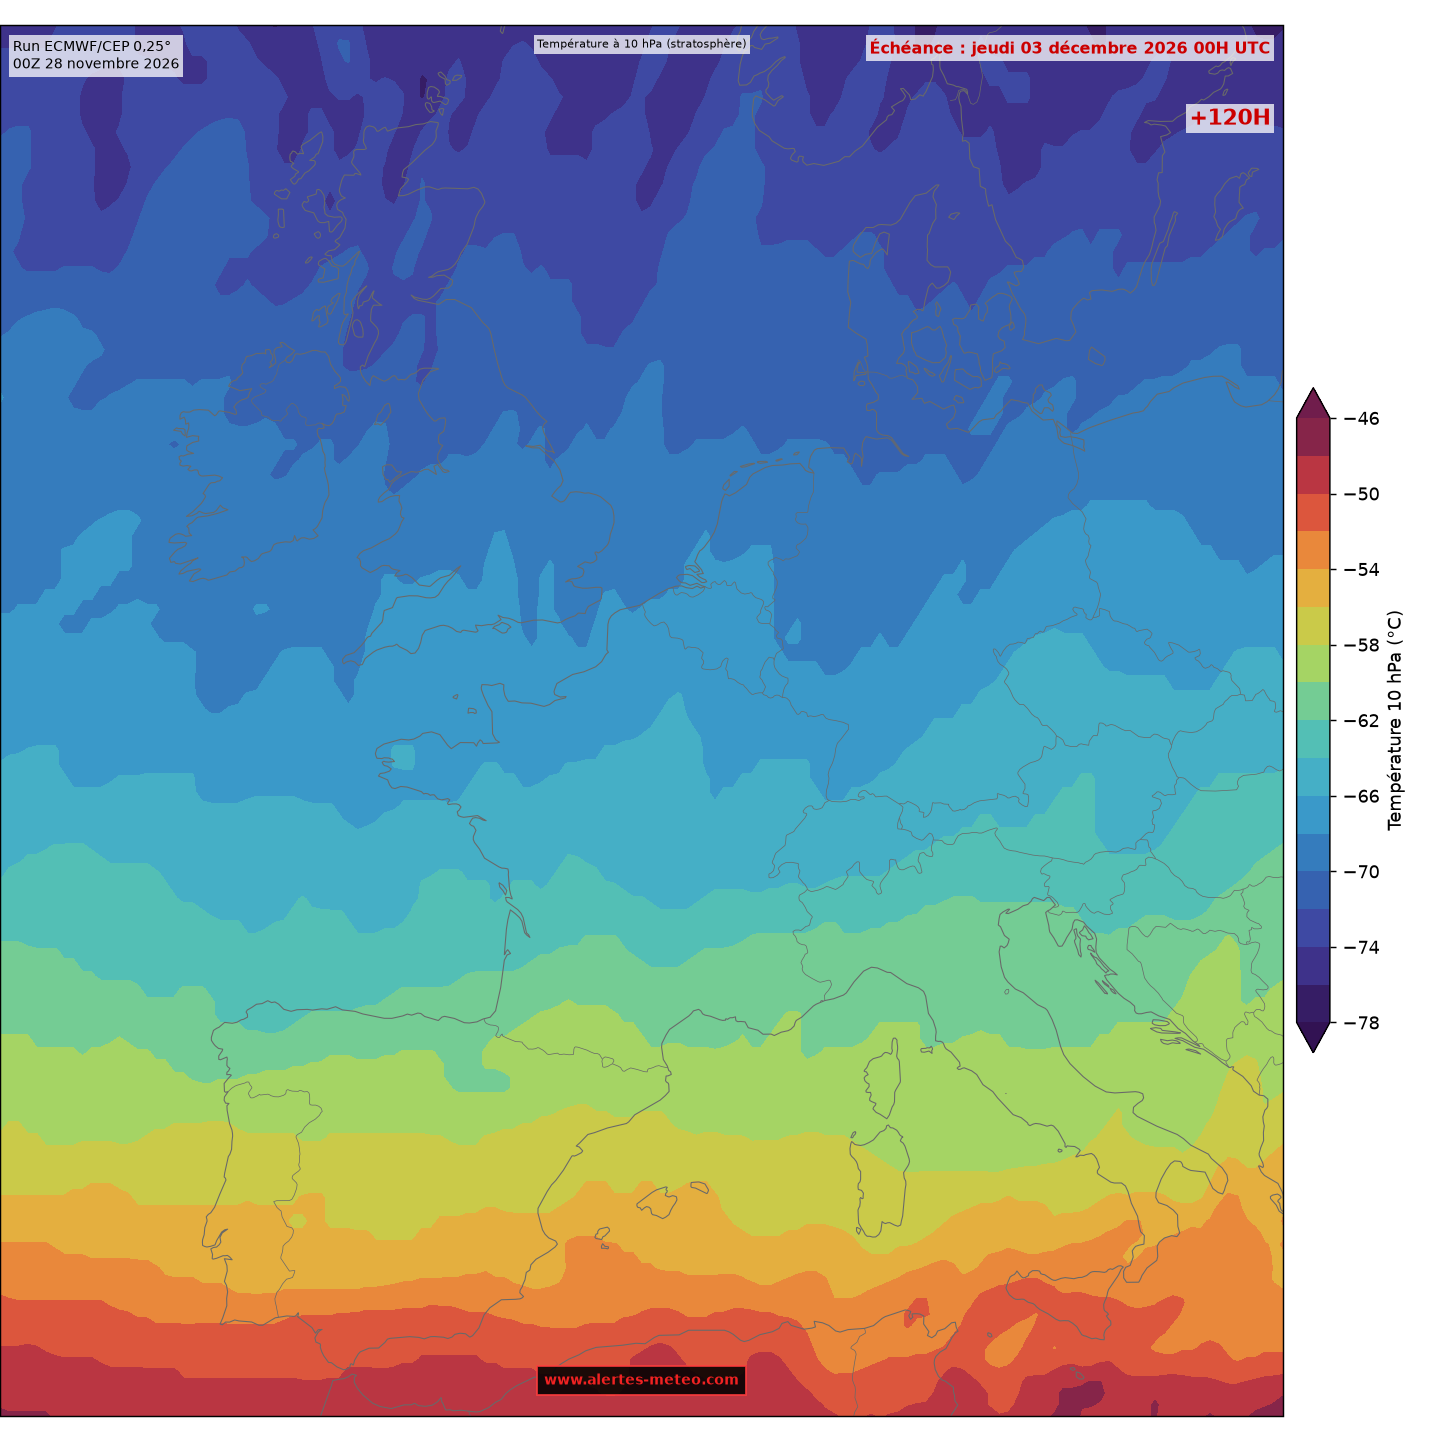 Run ECMWF/CEP 0,25°
00Z 28 novembre 2026
Température à 10 hPa (stratosphère)
Échéance : jeudi 03 décembre 2026 00H UTC
+120H
−46
−50
−54
−58
−62
−66
−70
−74
−78
Température 10 hPa (°C)
www.alertes-meteo.com